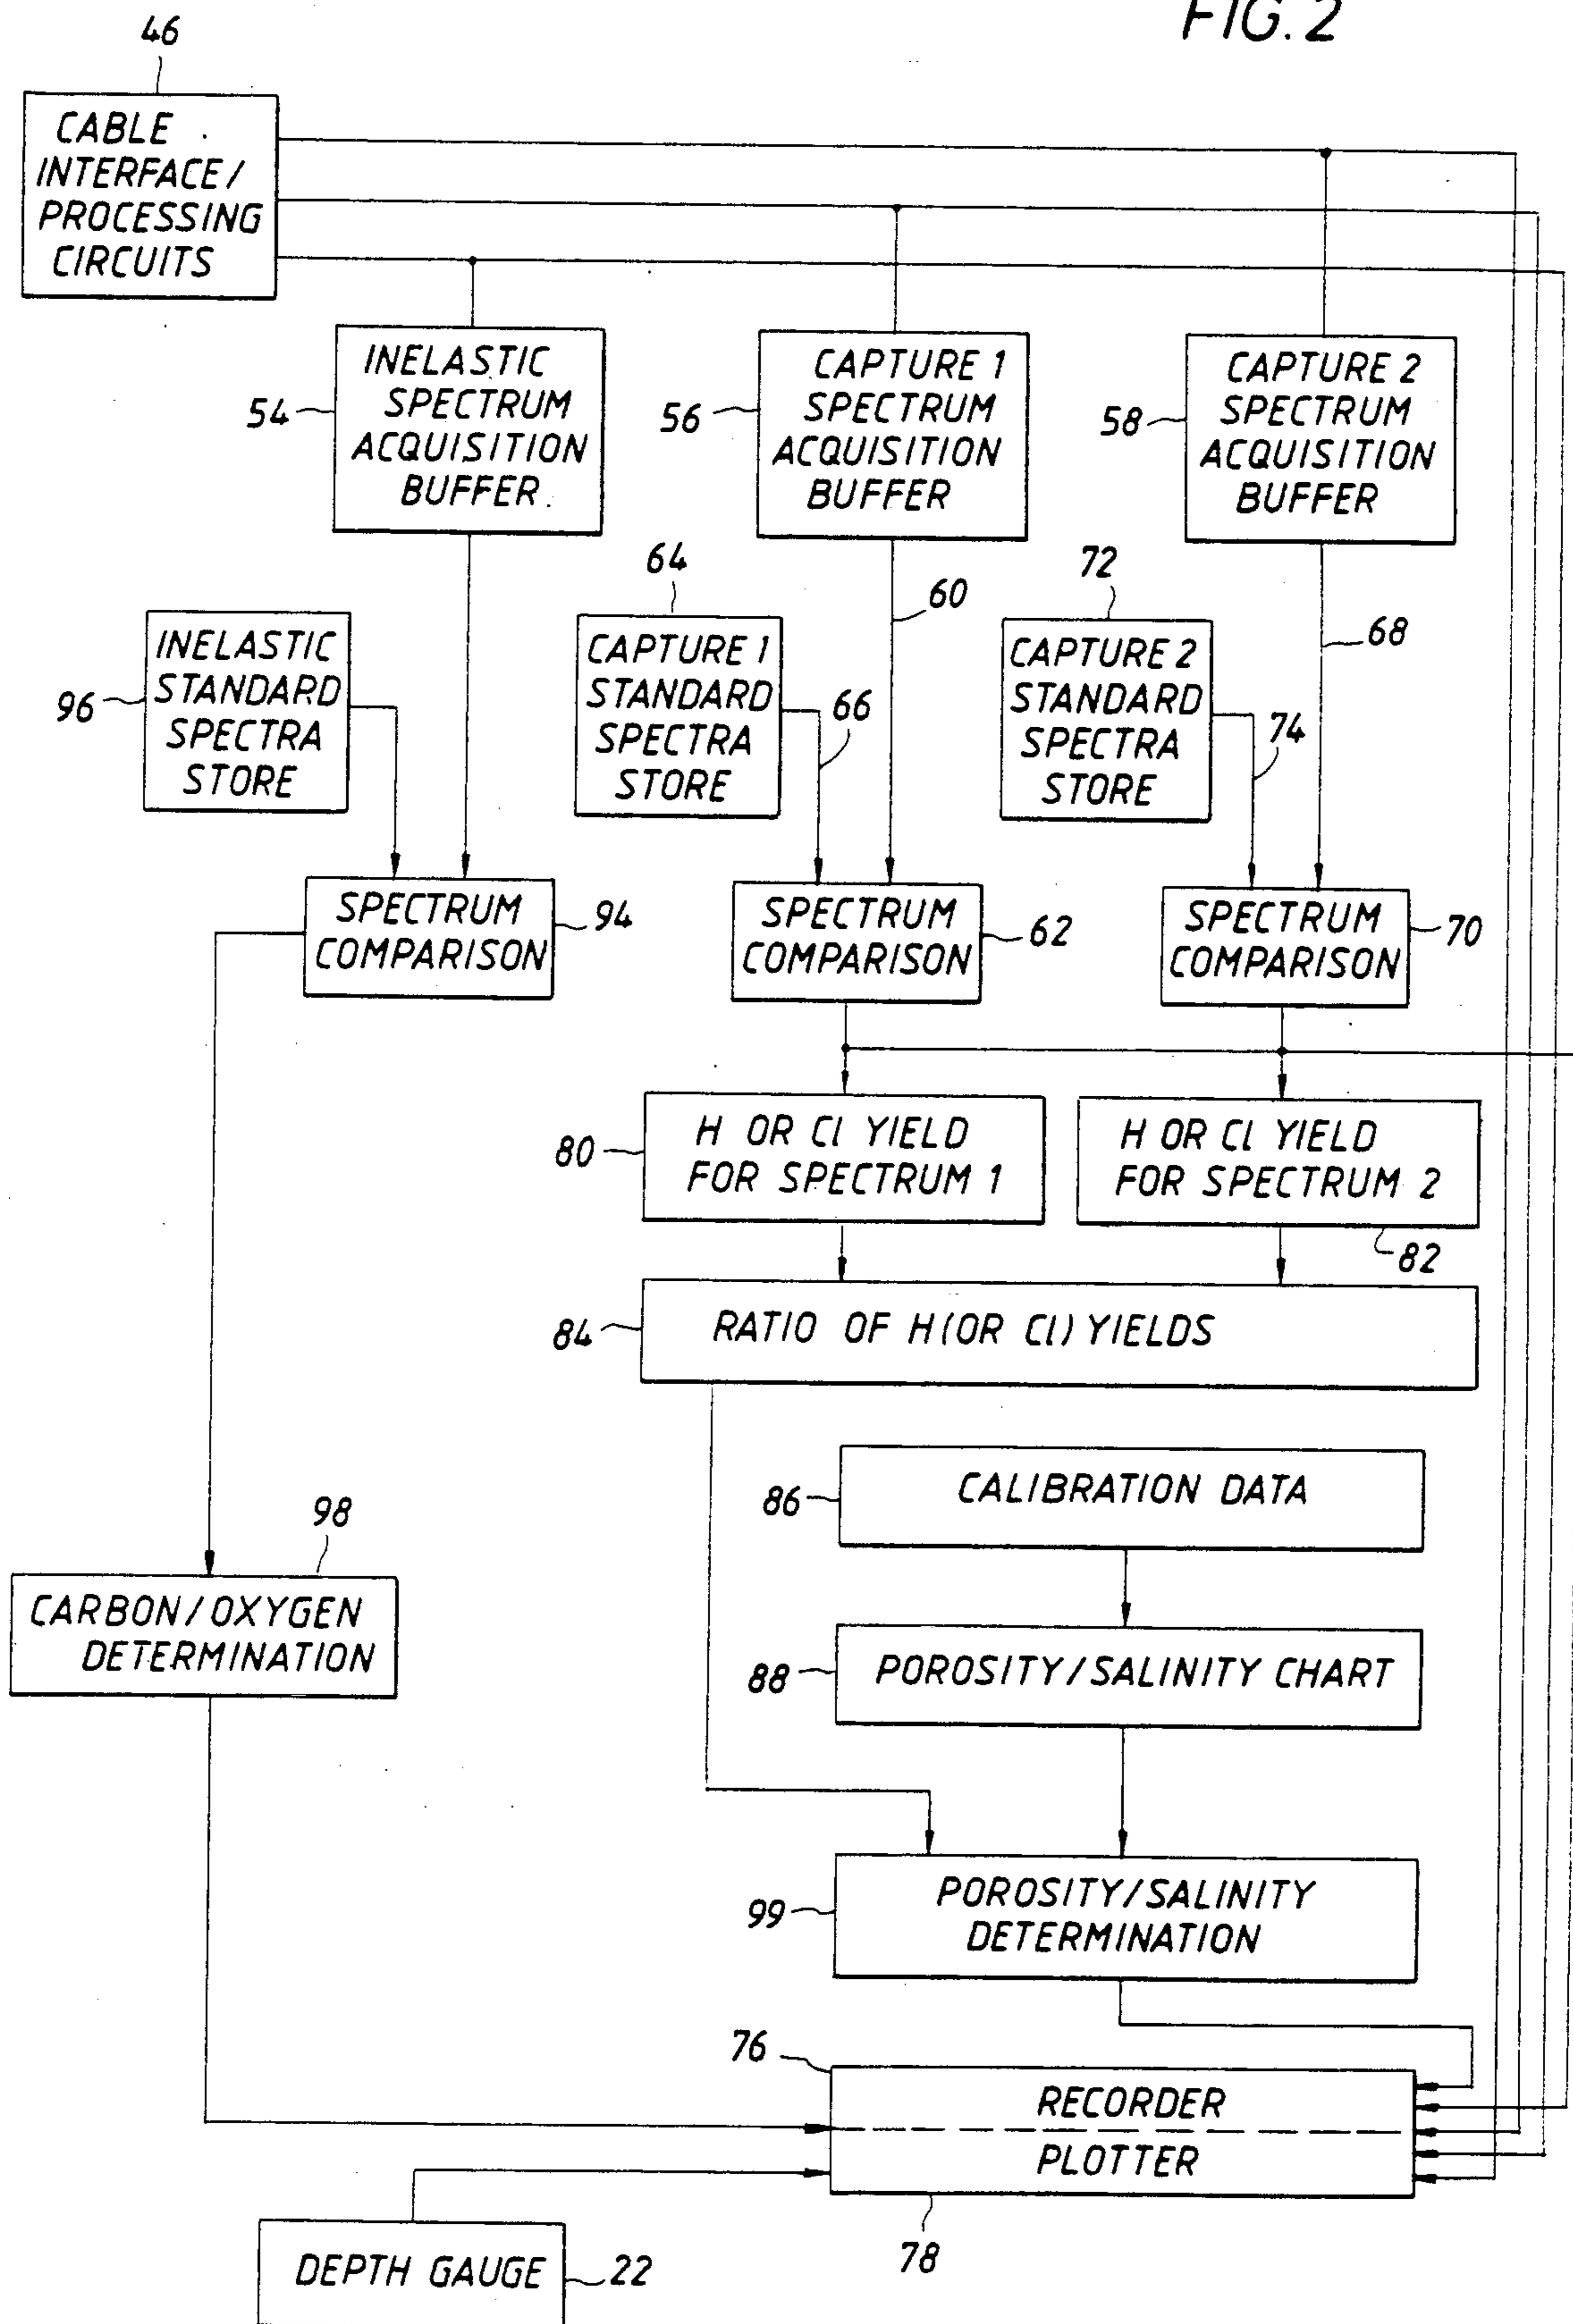 FIG. 2
46
CABLE
INTERFACE/
PROCESSING
CIRCUITS
54
INELASTIC
SPECTRUM
ACQUISITION
BUFFER
56
CAPTURE 1
SPECTRUM
ACQUISITION
BUFFER
58
CAPTURE 2
SPECTRUM
ACQUISITION
BUFFER
96
INELASTIC
STANDARD
SPECTRA
STORE
64
CAPTURE 1
STANDARD
SPECTRA
STORE
66
60
72
CAPTURE 2
STANDARD
SPECTRA
STORE
74
68
SPECTRUM
COMPARISON
94
SPECTRUM
COMPARISON
62
SPECTRUM
COMPARISON
70
80
H OR Cl YIELD
FOR SPECTRUM 1
H OR Cl YIELD
FOR SPECTRUM 2
82
84
RATIO OF H(OR Cl) YIELDS
86
CALIBRATION DATA
98
CARBON/OXYGEN
DETERMINATION
88
POROSITY/SALINITY CHART
99
POROSITY/SALINITY
DETERMINATION
76
RECORDER
PLOTTER
78
DEPTH GAUGE
22